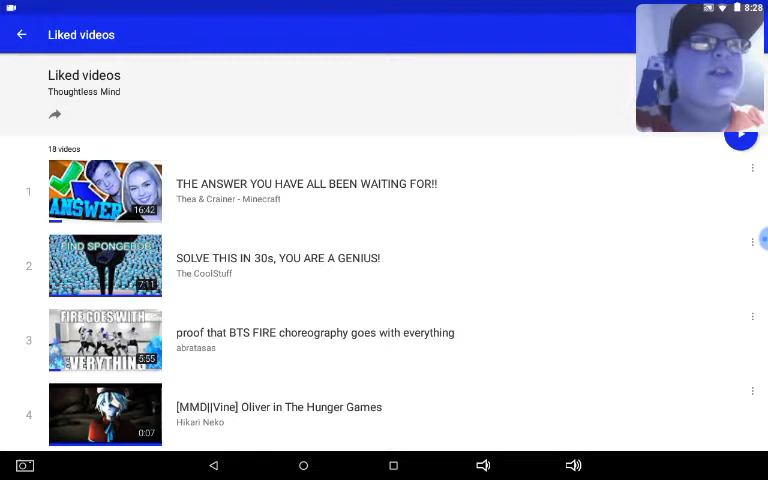 8:28
Liked videos
Liked videos
Thoughtless Mind
18 videos
1
ANSWER
16:42
THE ANSWER YOU HAVE ALL BEEN WAITING FOR!!
Thea & Crainer - Minecraft
2
FIND SPONGEBOB!
7:11
SOLVE THIS IN 30s, YOU ARE A GENIUS!
The CoolStuff
3
FIRE GOES WITH
EVERYTHING
5:55
proof that BTS FIRE choreography goes with everything
abratasas
4
0:07
[MMD||Vine] Oliver in The Hunger Games
Hikari Neko